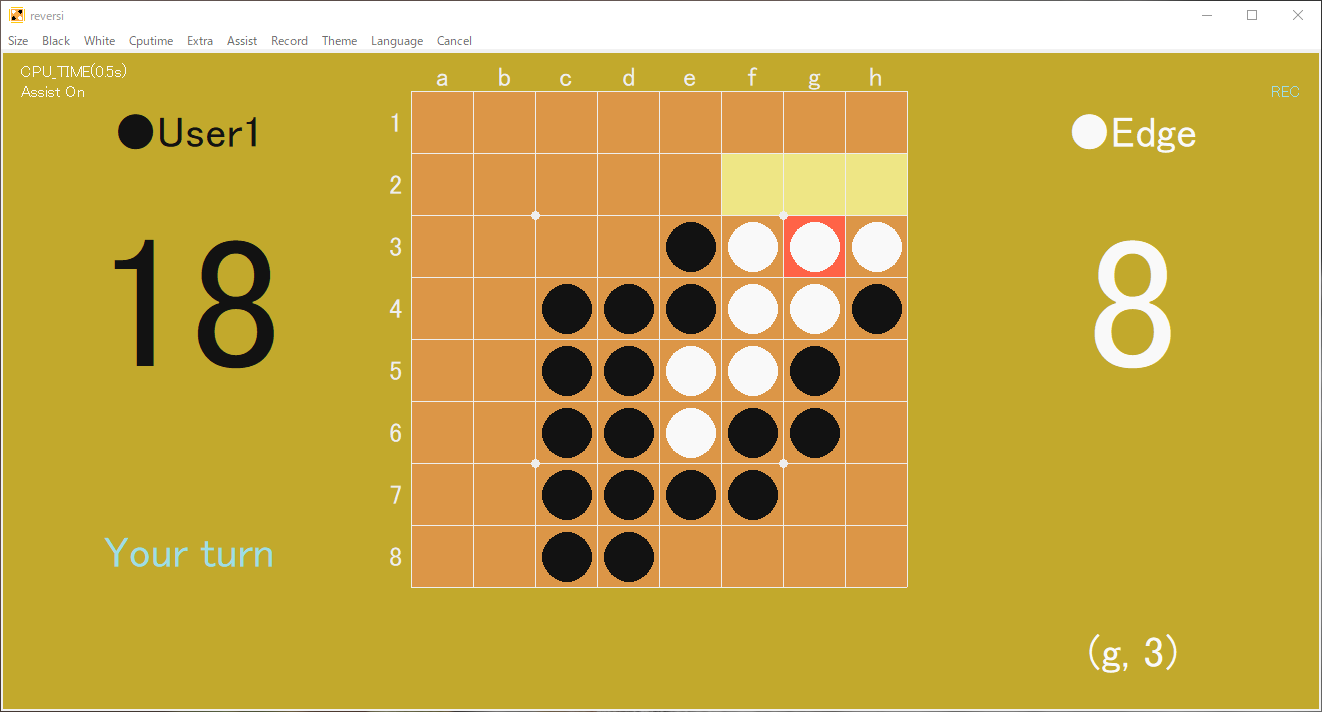 reversi
Size Black White Cputime Extra Assist Record Theme Language Cancel
CPU_TIME(0.5s)
Assist On
REC
a b c d e f g h
User1
Edge
1
2
3
4
5
6
7
8
18
8
Your turn
(g, 3)